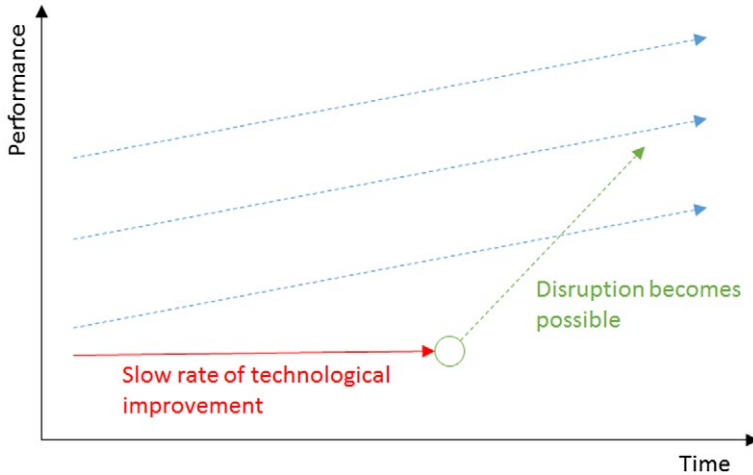 Performance
Disruption becomes
possible
Slow rate of technological
improvement
Time